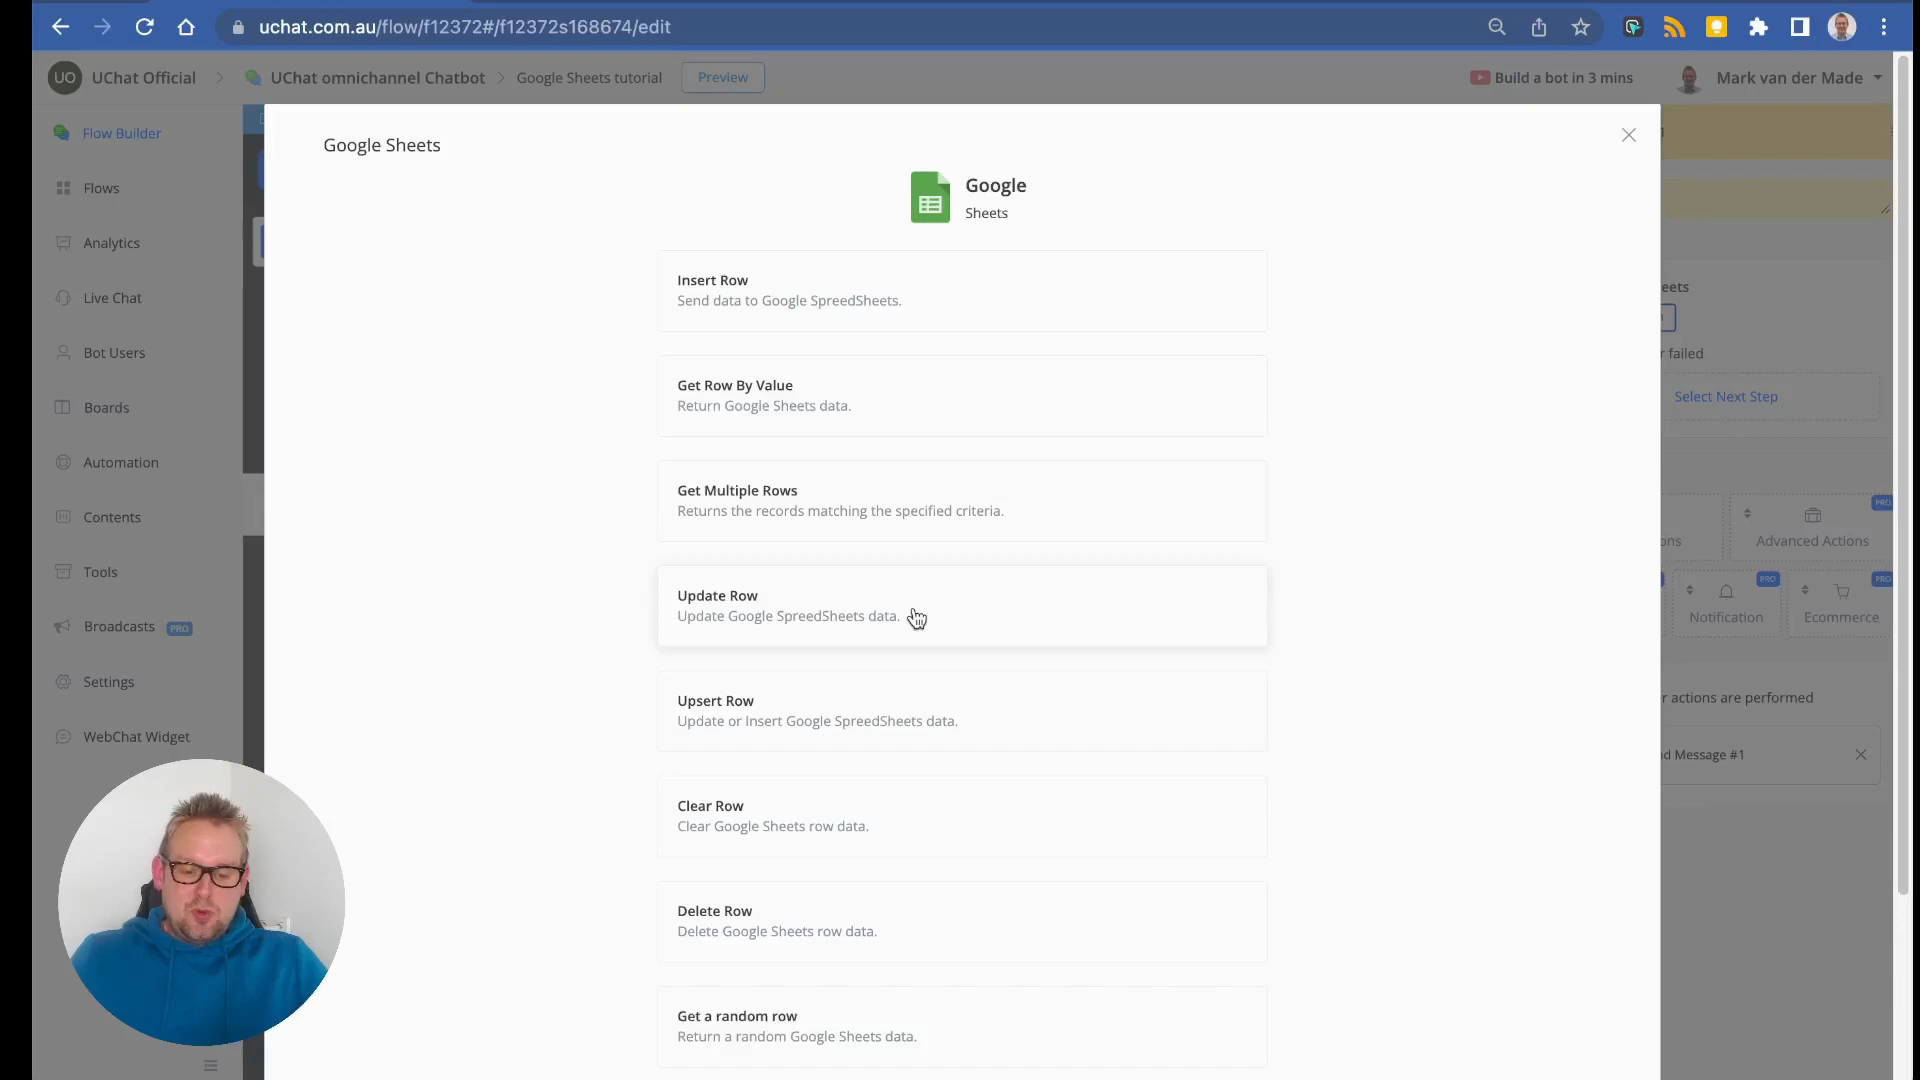 uchat.com.au/flow/f12372#/f12372s168674/edit
UO UChat Official
UChat omnichannel Chatbot
Google Sheets tutorial
Preview
Build a bot in 3 mins
Mark van der Made
Flow Builder
Flows
Analytics
Live Chat
Bot Users
Boards
Automation
Contents
Tools
Broadcasts PRO
Settings
WebChat Widget
Google Sheets
Google
Sheets
Insert Row
Send data to Google SpreedSheets.
Get Row By Value
Return Google Sheets data.
Get Multiple Rows
Returns the records matching the specified criteria.
Update Row
Update Google SpreedSheets data.
Upsert Row
Update or Insert Google SpreedSheets data.
Clear Row
Clear Google Sheets row data.
Delete Row
Delete Google Sheets row data.
Get a random row
Return a random Google Sheets data.
eets
r failed
Select Next Step
PRO
ons
Advanced Actions
PRO
PRO
Notification
Ecommerce
r actions are performed
d Message #1